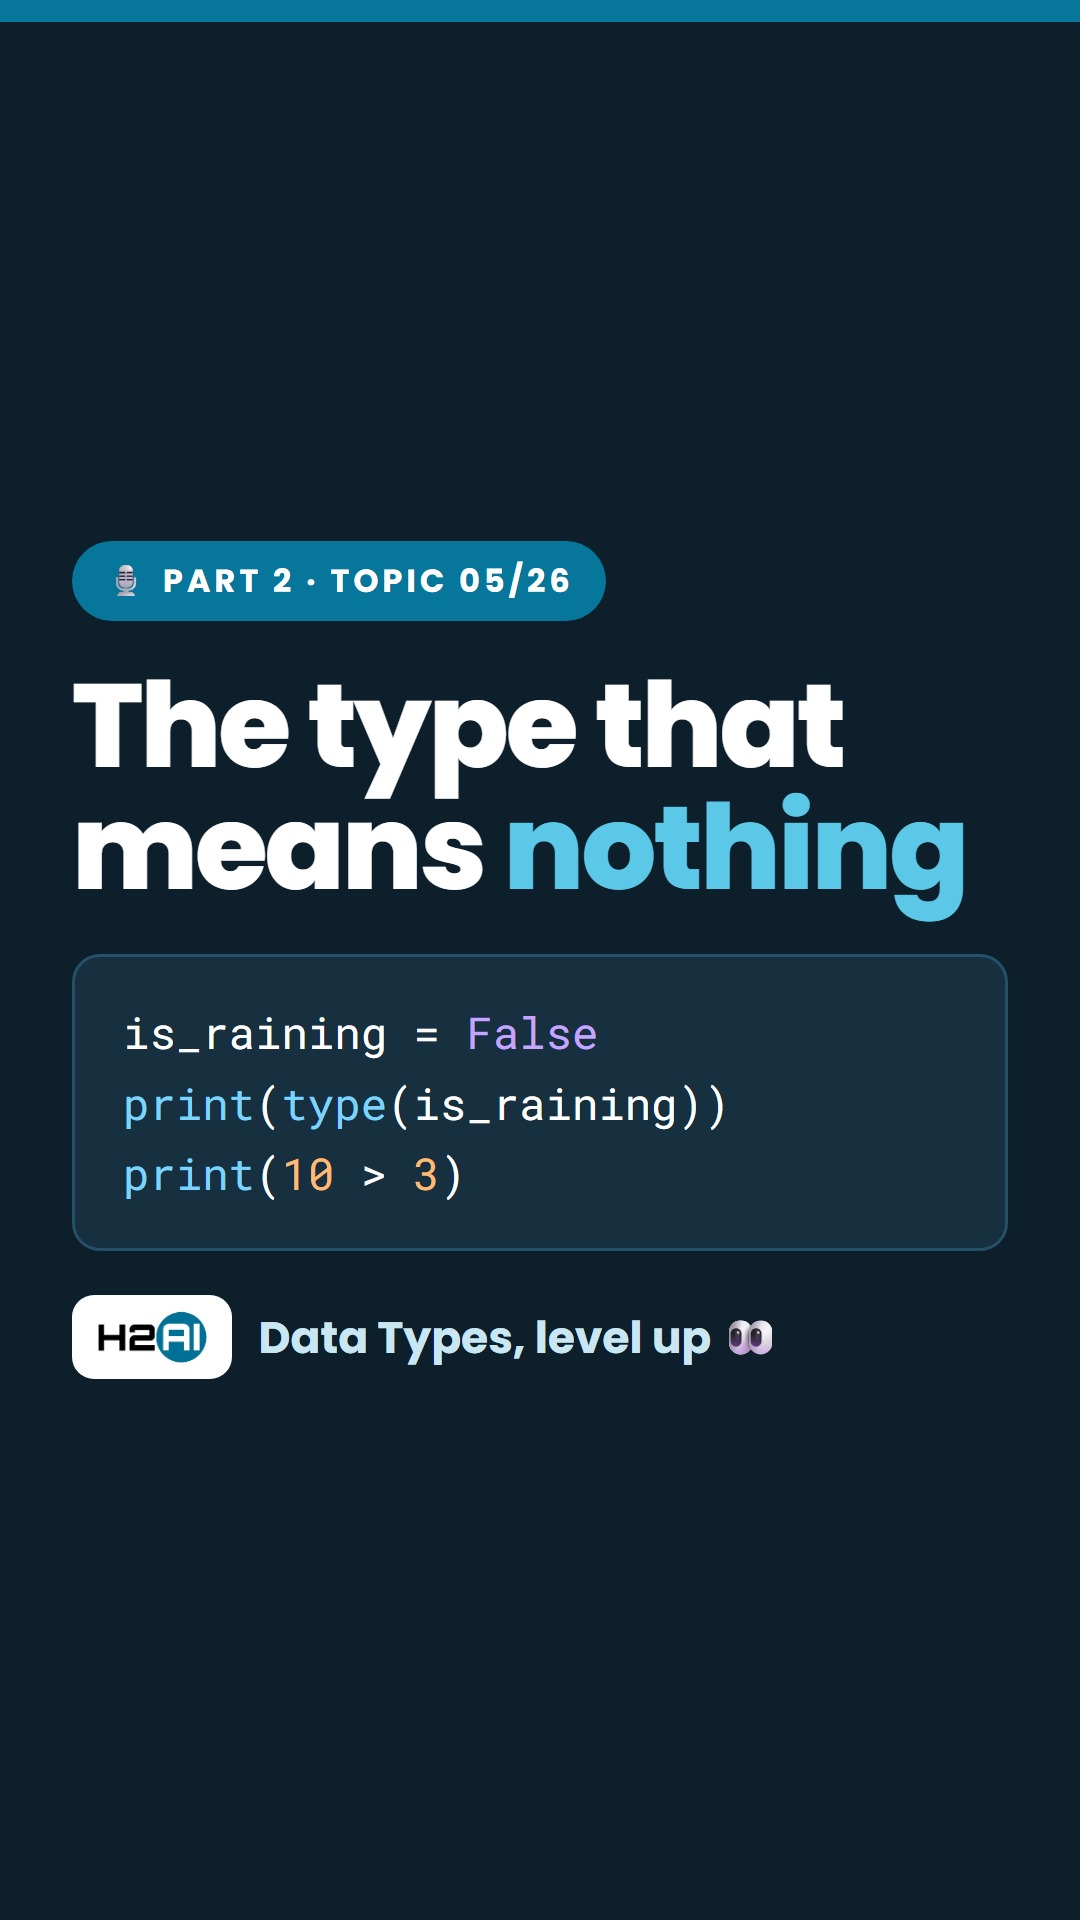 🎙️ PART 2 · TOPIC 05/26
The type that
means nothing
is_raining = False
print(type(is_raining))
print(10 > 3)
H2AI Data Types, level up 👀